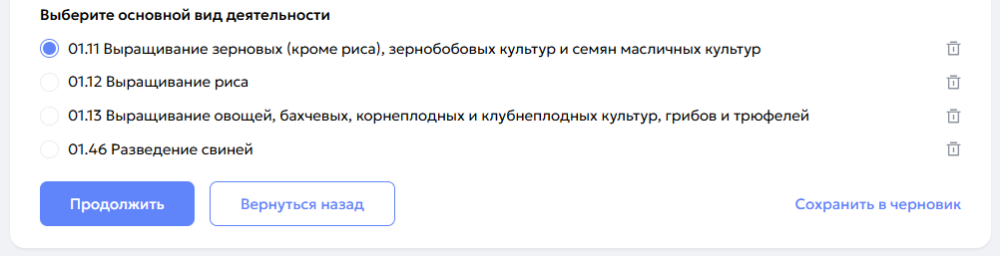 Выберите основной вид деятельности
01.11 Выращивание зерновых (кроме риса), зернобобовых культур и семян масличных культур
01.12 Выращивание риса
01.13 Выращивание овощей, бахчевых, корнеплодных и клубнеплодных культур, грибов и трюфелей
01.46 Разведение свиней
Продолжить Вернуться назад Сохранить в черновик